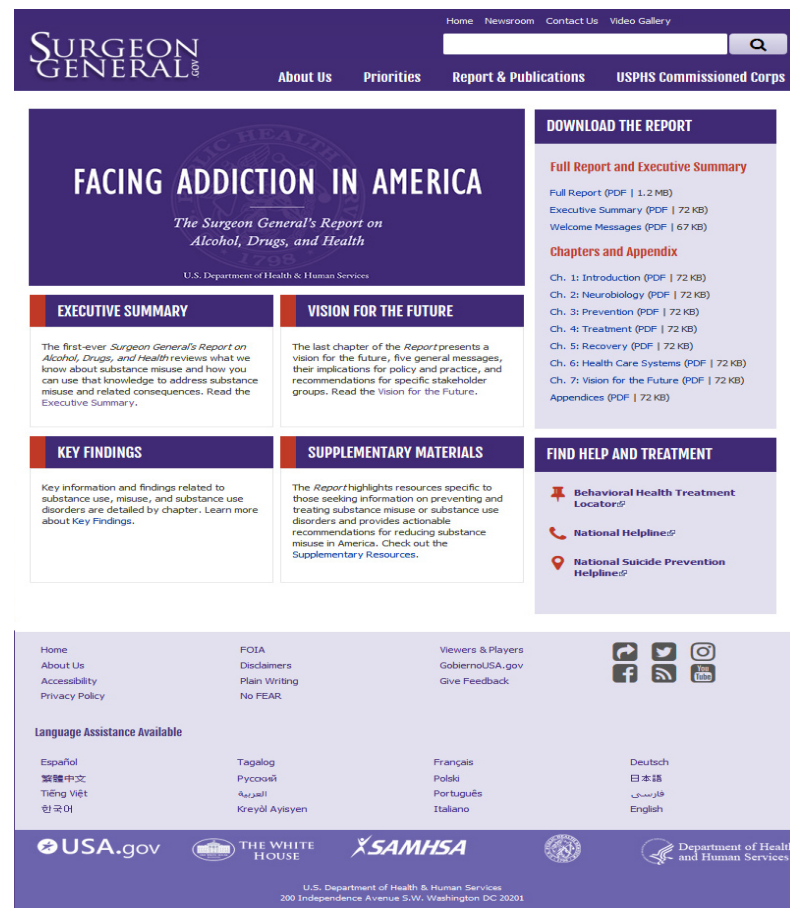 Home Newsroom Contact Us Video Gallery
SURGEON
GENERAL.GOV
About Us Priorities Report & Publications USPHS Commissioned Corps
FACING ADDICTION IN AMERICA
The Surgeon General's Report on
Alcohol, Drugs, and Health
1798
U.S. Department of Health & Human Services
EXECUTIVE SUMMARY
The first-ever Surgeon General's Report on
Alcohol, Drugs, and Health reviews what we
know about substance misuse and how you
can use that knowledge to address substance
misuse and related consequences. Read the
Executive Summary.
VISION FOR THE FUTURE
The last chapter of the Report presents a
vision for the future, five general messages,
their implications for policy and practice, and
recommendations for specific stakeholder
groups. Read the Vision for the Future.
KEY FINDINGS
Key information and findings related to
substance use, misuse, and substance use
disorders are detailed by chapter. Learn more
about Key Findings.
SUPPLEMENTARY MATERIALS
The Report highlights resources specific to
those seeking information on preventing and
treating substance misuse or substance use
disorders and provides actionable
recommendations for reducing substance
misuse in America. Check out the
Supplementary Resources.
DOWNLOAD THE REPORT
Full Report and Executive Summary
Full Report (PDF | 1.2 MB)
Executive Summary (PDF | 72 KB)
Welcome Messages (PDF | 67 KB)
Chapters and Appendix
Ch. 1: Introduction (PDF | 72 KB)
Ch. 2: Neurobiology (PDF | 72 KB)
Ch. 3: Prevention (PDF | 72 KB)
Ch. 4: Treatment (PDF | 72 KB)
Ch. 5: Recovery (PDF | 72 KB)
Ch. 6: Health Care Systems (PDF | 72 KB)
Ch. 7: Vision for the Future (PDF | 72 KB)
Appendices (PDF | 72 KB)
FIND HELP AND TREATMENT
Behavioral Health Treatment
Locator
National Helpline
National Suicide Prevention
Helpline
Home FOIA Viewers & Players
About Us Disclaimers GobiernoUSA.gov
Accessibility Plain Writing Give Feedback
Privacy Policy No FEAR
You
Tube
Language Assistance Available
Español Tagalog Français Deutsch
繁體中文 Русский Polski 日本語
Tiếng Việt العربية Português فارسی
한국어 Kreyòl Ayisyen Italiano English
USA.gov THE WHITE HOUSE SAMHSA Department of Health
and Human Services
U.S. Department of Health & Human Services
200 Independence Avenue S.W. Washington DC 20201